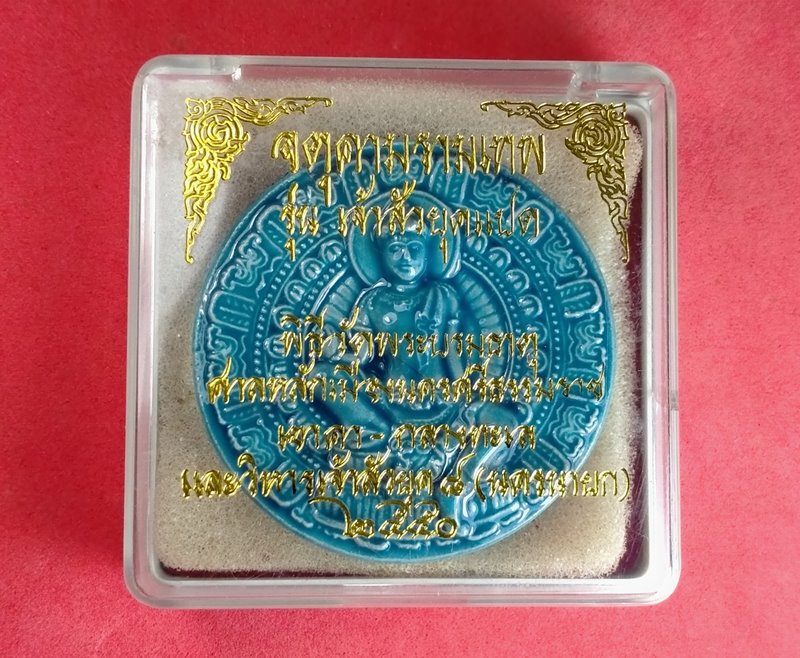 จตุคามรามเทพ
รุ่น เจ้าสัวยุคแปด
พิธีวัดพระบรมธาตุ
ศาลหลักเมืองนครศรีธรรมราช
เขาคา - กลางทะเล
และวิหารเจ้าสัวยุค ๘ (นครนายก)
๒๕๕๐